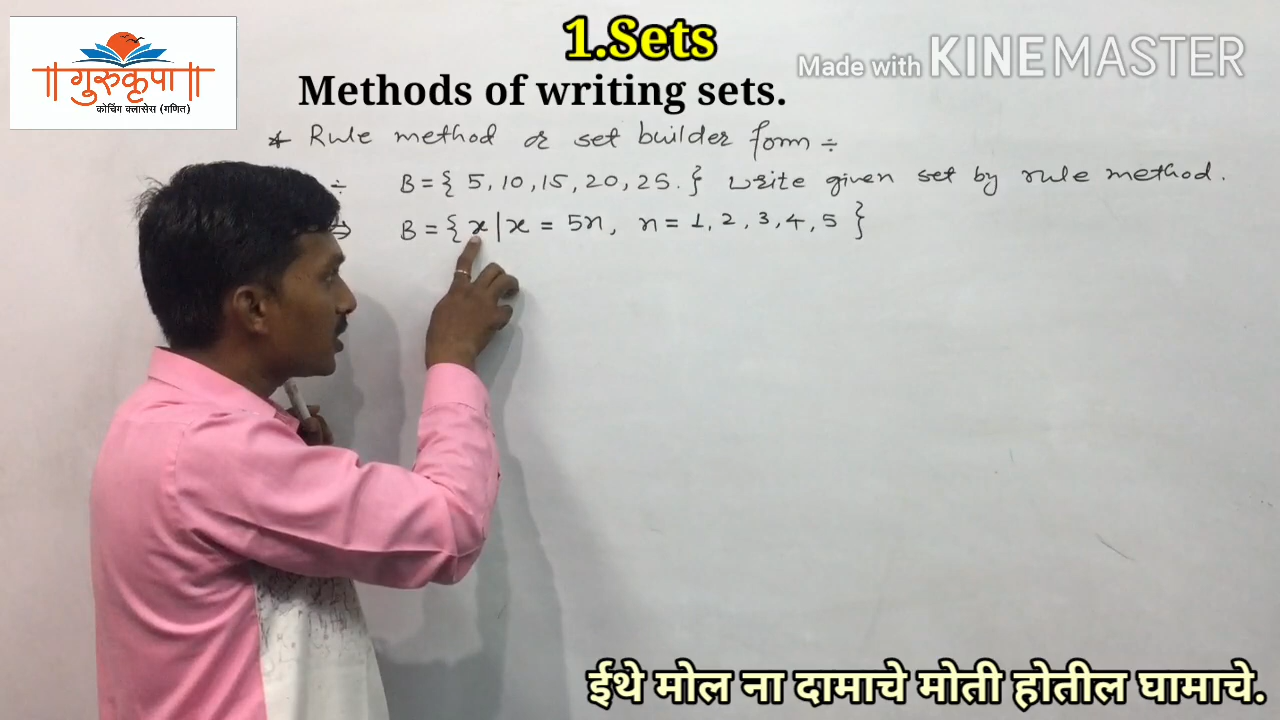 1.Sets
Made with KINEMASTER
॥गुरुकृपा॥
कोचिंग क्लासेस (गणित)
Methods of writing sets.
* Rule method or set builder form ÷
÷ B = { 5, 10, 15, 20, 25. } write given set by rule method.
⇒ B = { x | x = 5n, n = 1, 2, 3, 4, 5 }
ईथे मोल ना दामाचे मोती होतील घामाचे.